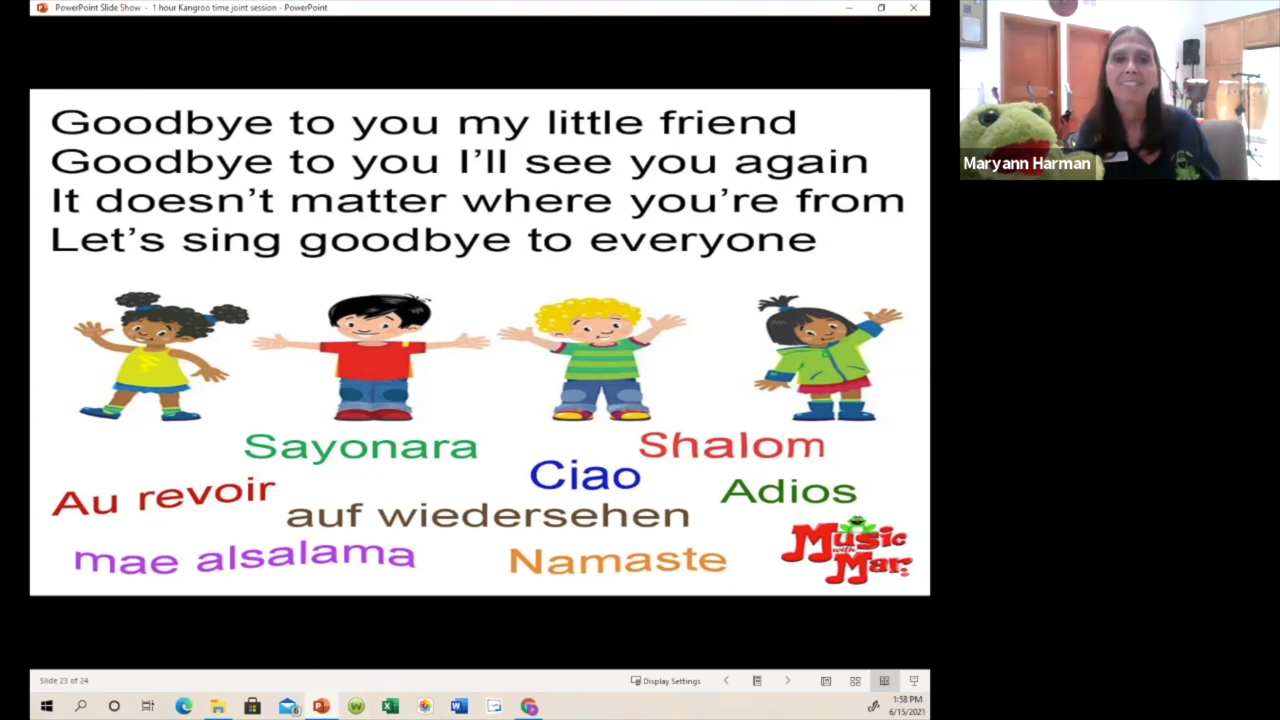 PowerPoint Slide Show - 1 hour Kangroo time joint session - PowerPoint
Maryann Harman
Goodbye to you my little friend
Goodbye to you I'll see you again
It doesn't matter where you're from
Let's sing goodbye to everyone
Sayonara
Shalom
Ciao
Au revoir
Adios
auf wiedersehen
mae alsalama
Namaste
Music
with
Mar.
Slide 23 of 24
Display Settings
6
1:58 PM
6/15/2021